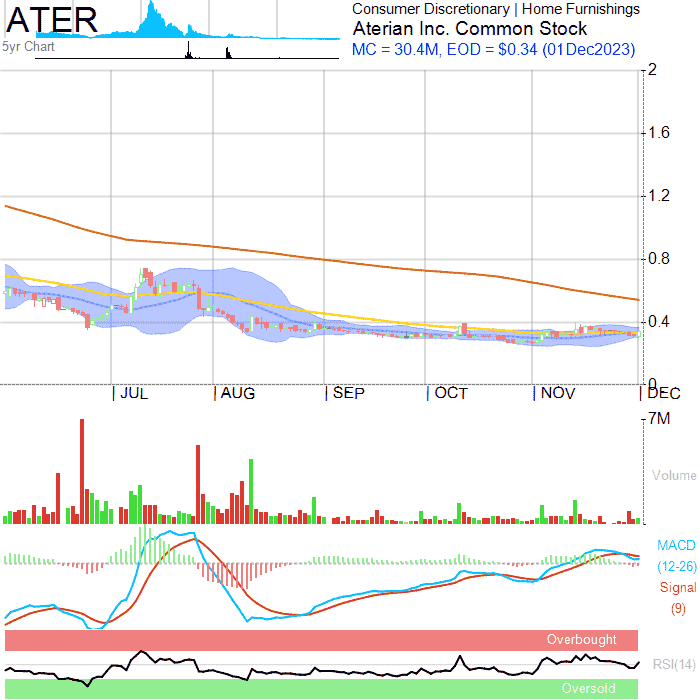 ATER
5yr Chart
Consumer Discretionary | Home Furnishings
Aterian Inc. Common Stock
MC = 30.4M, EOD = $0.34 (01Dec2023)
2
1.6
1.2
0.8
0.4
0
JUL AUG SEP OCT NOV DEC
7M
Volume
MACD
(12-26)
Signal
(9)
Overbought
RSI(14)
Oversold